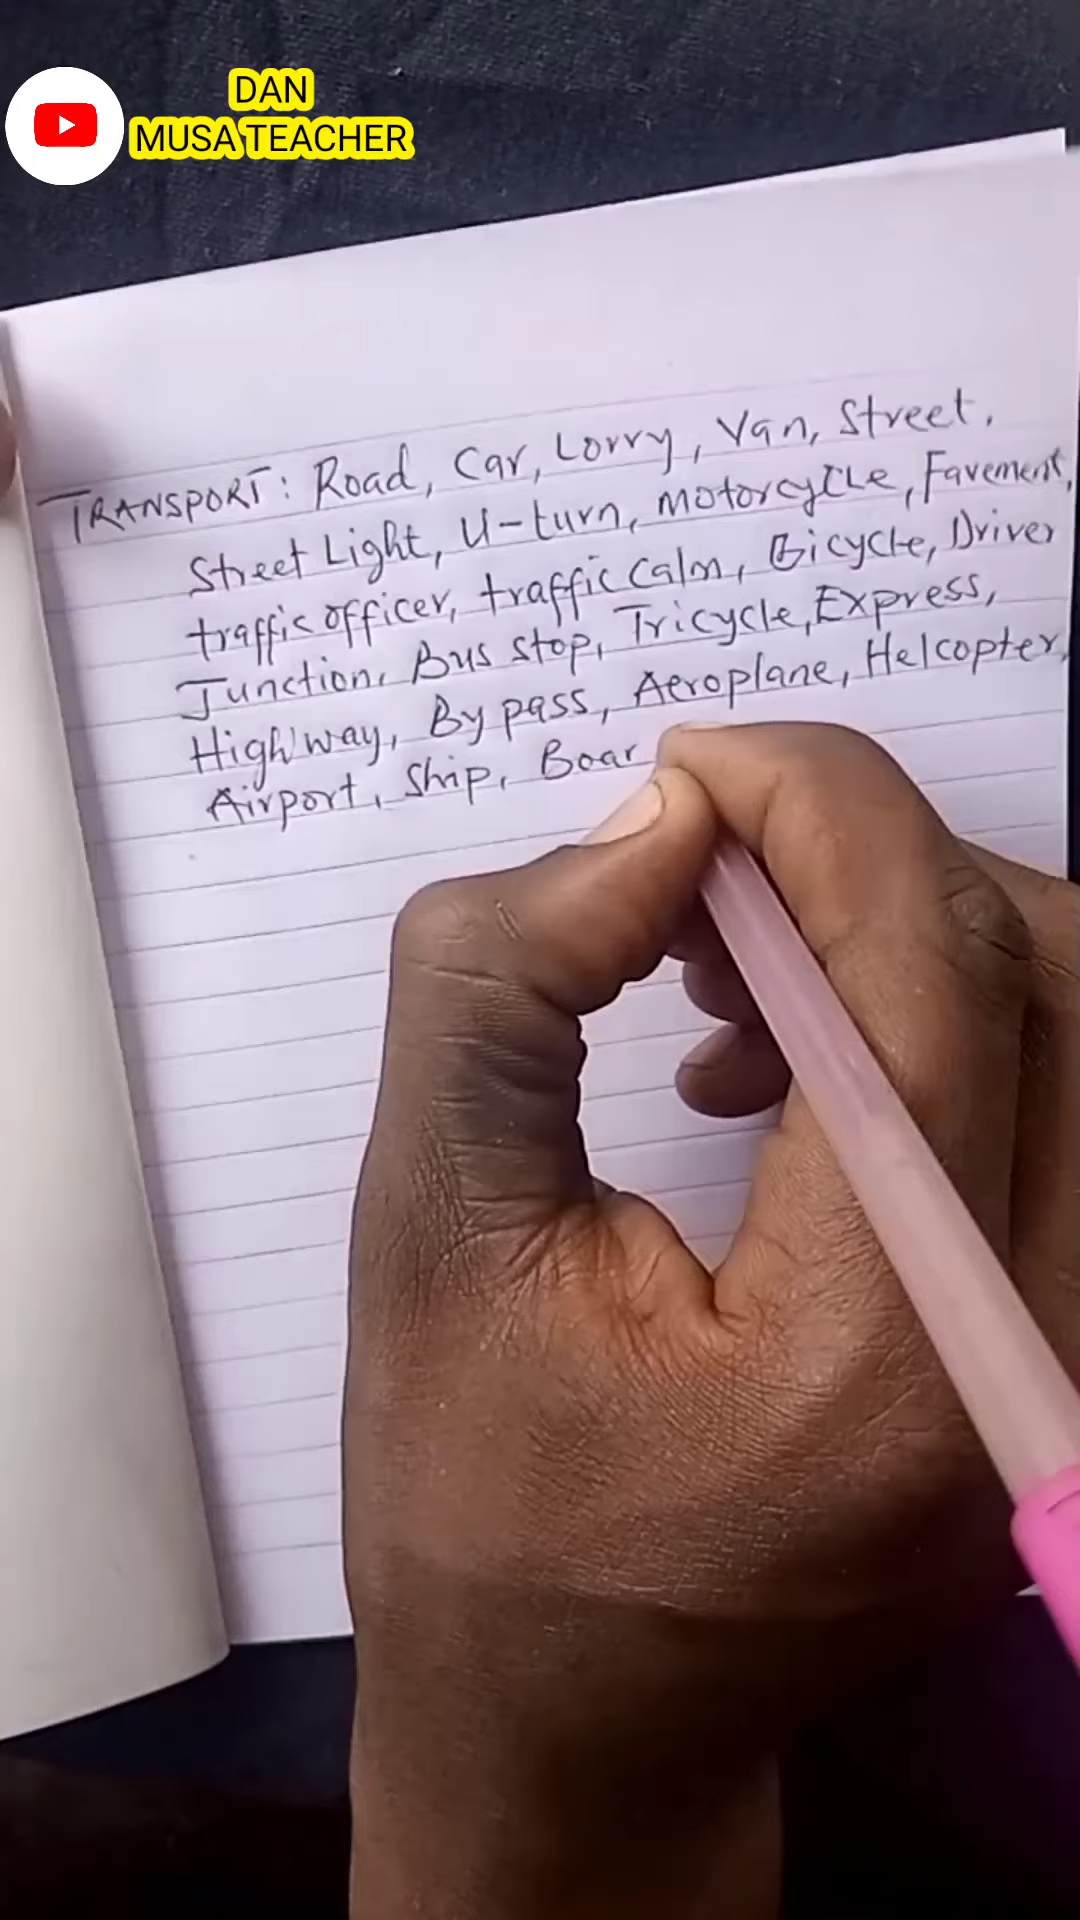 DAN
MUSA TEACHER
TRANSPORT: Road, Car, Lorry, Van, Street,
Street Light, U-turn, motorcycle, Favement,
traffic officer, traffic Calm, Bicycle, Driver
Junction, Bus stop, Tricycle, Express,
Highway, By pass, Aeroplane, Helcopter,
Airport, Ship, Boar